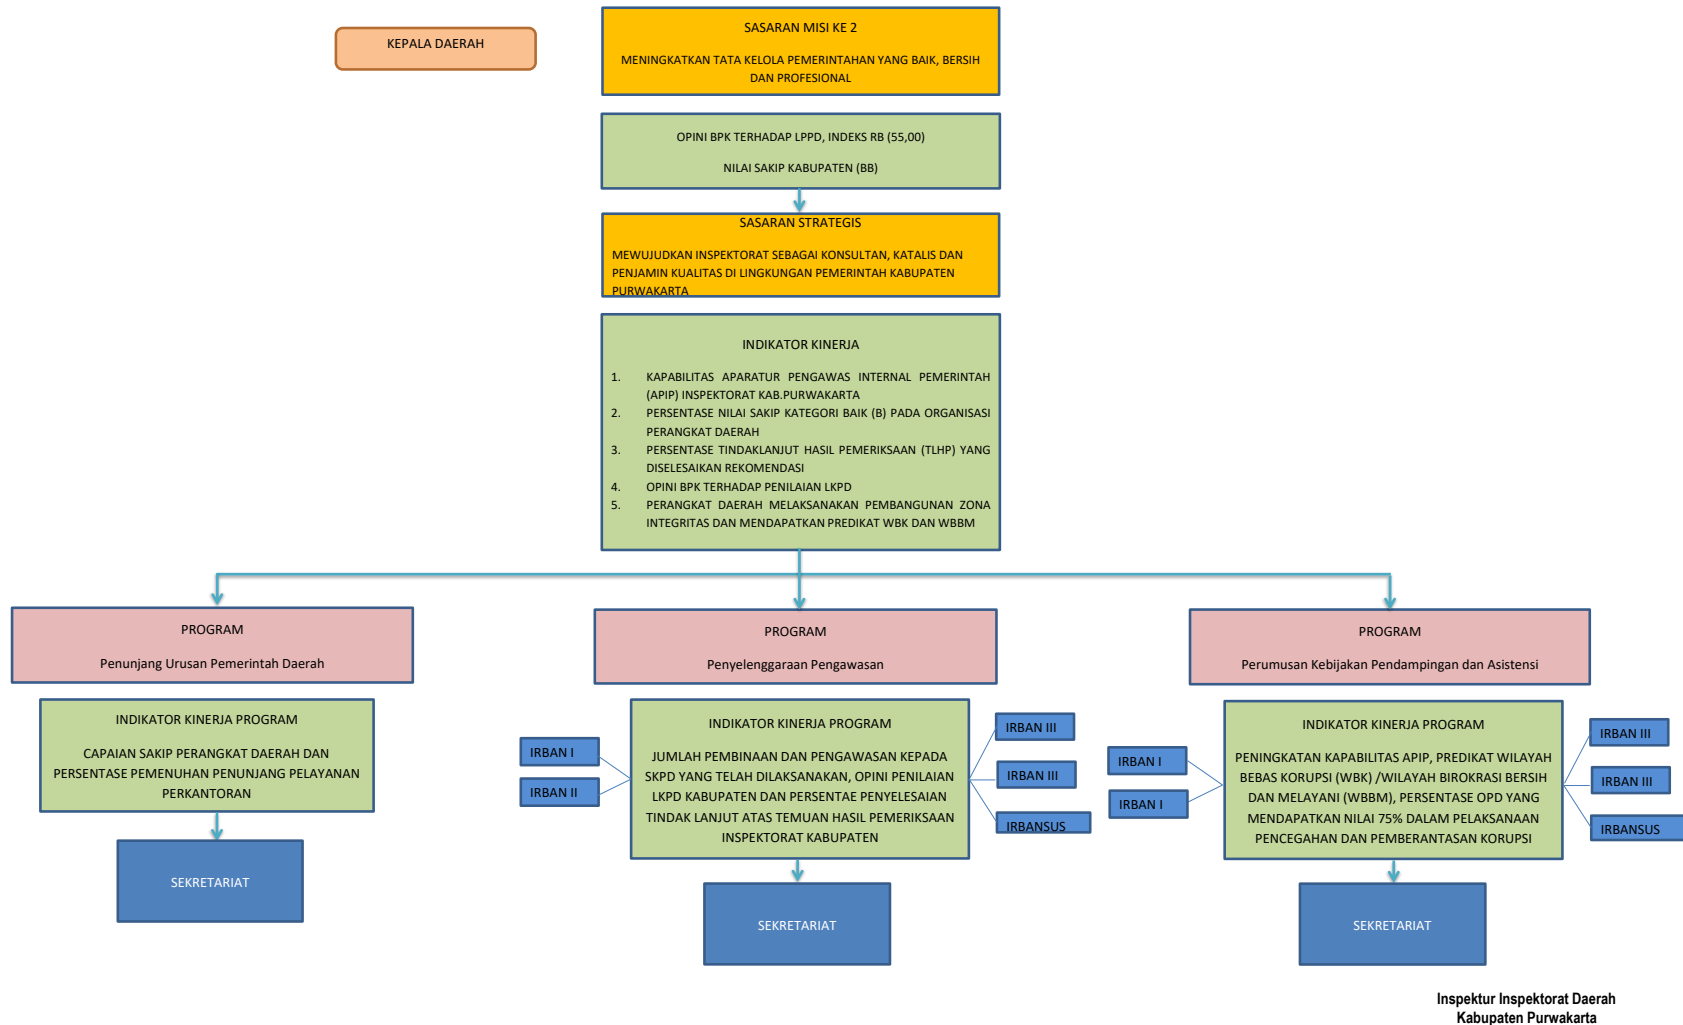 KEPALA DAERAH
SASARAN MISI KE 2
MENINGKATKAN TATA KELOLA PEMERINTAHAN YANG BAIK, BERSIH
DAN PROFESIONAL
OPINI BPK TERHADAP LPPD, INDEKS RB (55,00)
NILAI SAKIP KABUPATEN (BB)
SASARAN STRATEGIS
MEWUJUDKAN INSPEKTORAT SEBAGAI KONSULTAN, KATALIS DAN
PENJAMIN KUALITAS DI LINGKUNGAN PEMERINTAH KABUPATEN
PURWAKARTA
INDIKATOR KINERJA
1. KAPABILITAS APARATUR PENGAWAS INTERNAL PEMERINTAH
(APIP) INSPEKTORAT KAB.PURWAKARTA
2. PERSENTASE NILAI SAKIP KATEGORI BAIK (B) PADA ORGANISASI
PERANGKAT DAERAH
3. PERSENTASE TINDAKLANJUT HASIL PEMERIKSAAN (TLHP) YANG
DISELESAIKAN REKOMENDASI
4. OPINI BPK TERHADAP PENILAIAN LKPD
5. PERANGKAT DAERAH MELAKSANAKAN PEMBANGUNAN ZONA
INTEGRITAS DAN MENDAPATKAN PREDIKAT WBK DAN WBBM
PROGRAM
Penunjang Urusan Pemerintah Daerah
INDIKATOR KINERJA PROGRAM
CAPAIAN SAKIP PERANGKAT DAERAH DAN
PERSENTASE PEMENUHAN PENUNJANG PELAYANAN
PERKANTORAN
SEKRETARIAT
PROGRAM
Penyelenggaraan Pengawasan
IRBAN I
IRBAN II
INDIKATOR KINERJA PROGRAM
JUMLAH PEMBINAAN DAN PENGAWASAN KEPADA
SKPD YANG TELAH DILAKSANAKAN, OPINI PENILAIAN
LKPD KABUPATEN DAN PERSENTAE PENYELESAIAN
TINDAK LANJUT ATAS TEMUAN HASIL PEMERIKSAAN
INSPEKTORAT KABUPATEN
IRBAN III
IRBAN III
IRBANSUS
SEKRETARIAT
PROGRAM
Perumusan Kebijakan Pendampingan dan Asistensi
IRBAN I
IRBAN I
INDIKATOR KINERJA PROGRAM
PENINGKATAN KAPABILITAS APIP, PREDIKAT WILAYAH
BEBAS KORUPSI (WBK) /WILAYAH BIROKRASI BERSIH
DAN MELAYANI (WBBM), PERSENTASE OPD YANG
MENDAPATKAN NILAI 75% DALAM PELAKSANAAN
PENCEGAHAN DAN PEMBERANTASAN KORUPSI
IRBAN III
IRBAN III
IRBANSUS
SEKRETARIAT
Inspektur Inspektorat Daerah
Kabupaten Purwakarta